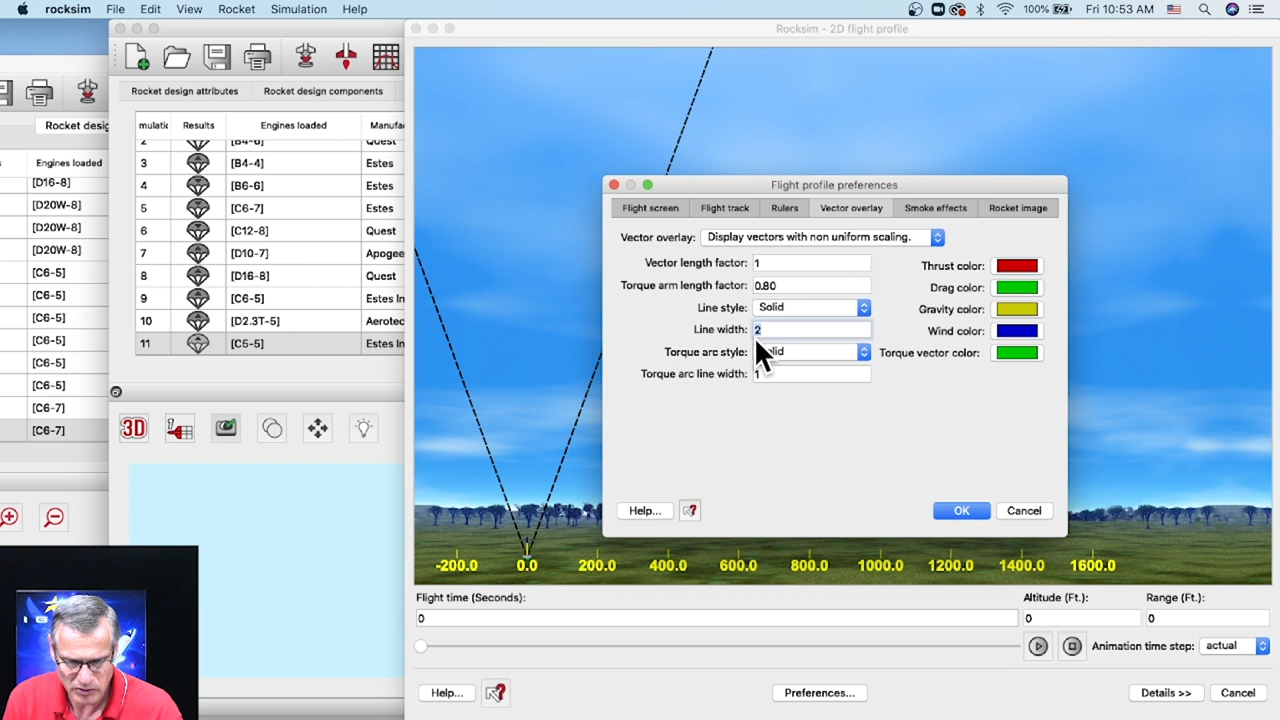 rocksim File Edit View Rocket Simulation Help 100% Fri 10:53 AM
Rocksim - 2D flight profile
Rocket design attributes Rocket design components
Rocket desig
mulatic Results Engines loaded Manufa
2 [B4-6] Quest
3 [B4-4] Estes
4 [B6-6] Estes
5 [C6-7] Estes
6 [C12-8] Quest
7 [D10-7] Apogee
8 [D16-8] Quest
9 [C6-5] Estes In
10 [D2.3T-5] Aerotec
11 [C5-5] Estes In
Engines loaded
[D16-8]
[D20W-8]
[D20W-8]
[D20W-8]
[C6-5]
[C6-5]
[C6-5]
[C6-5]
[C6-5]
[C6-5]
[C6-7]
[C6-7]
3D
Flight profile preferences
Flight screen Flight track Rulers Vector overlay Smoke effects Rocket image
Vector overlay: Display vectors with non uniform scaling.
Vector length factor: 1
Torque arm length factor: 0.80
Line style: Solid
Line width: 2
Torque arc style: lid
Torque arc line width: 1
Thrust color:
Drag color:
Gravity color:
Wind color:
Torque vector color:
Help... ? OK Cancel
-200.0 0.0 200.0 400.0 600.0 800.0 1000.0 1200.0 1400.0 1600.0
Flight time (Seconds): Altitude (Ft.): Range (Ft.):
0 0 0
Animation time step: actual
Help... ? Preferences... Details >> Cancel